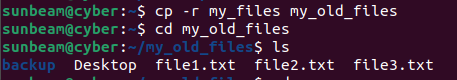 sunbeam@cyber:~$ cp -r my_files my_old_files
sunbeam@cyber:~$ cd my_old_files
sunbeam@cyber:~/my_old_files$ ls
backup  Desktop  file1.txt  file2.txt  file3.txt